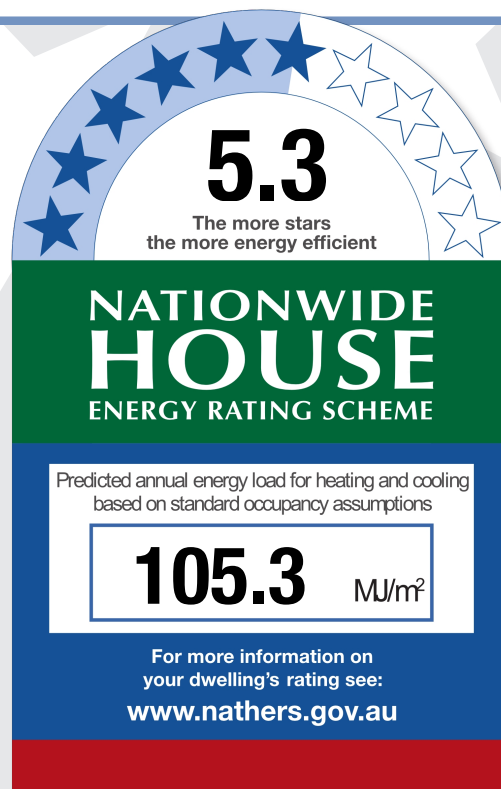 5.3
The more stars
the more energy efficient
NATIONWIDE
HOUSE
ENERGY RATING SCHEME
Predicted annual energy load for heating and cooling
based on standard occupancy assumptions
105.3 MJ/m²
For more information on
your dwelling's rating see:
www.nathers.gov.au